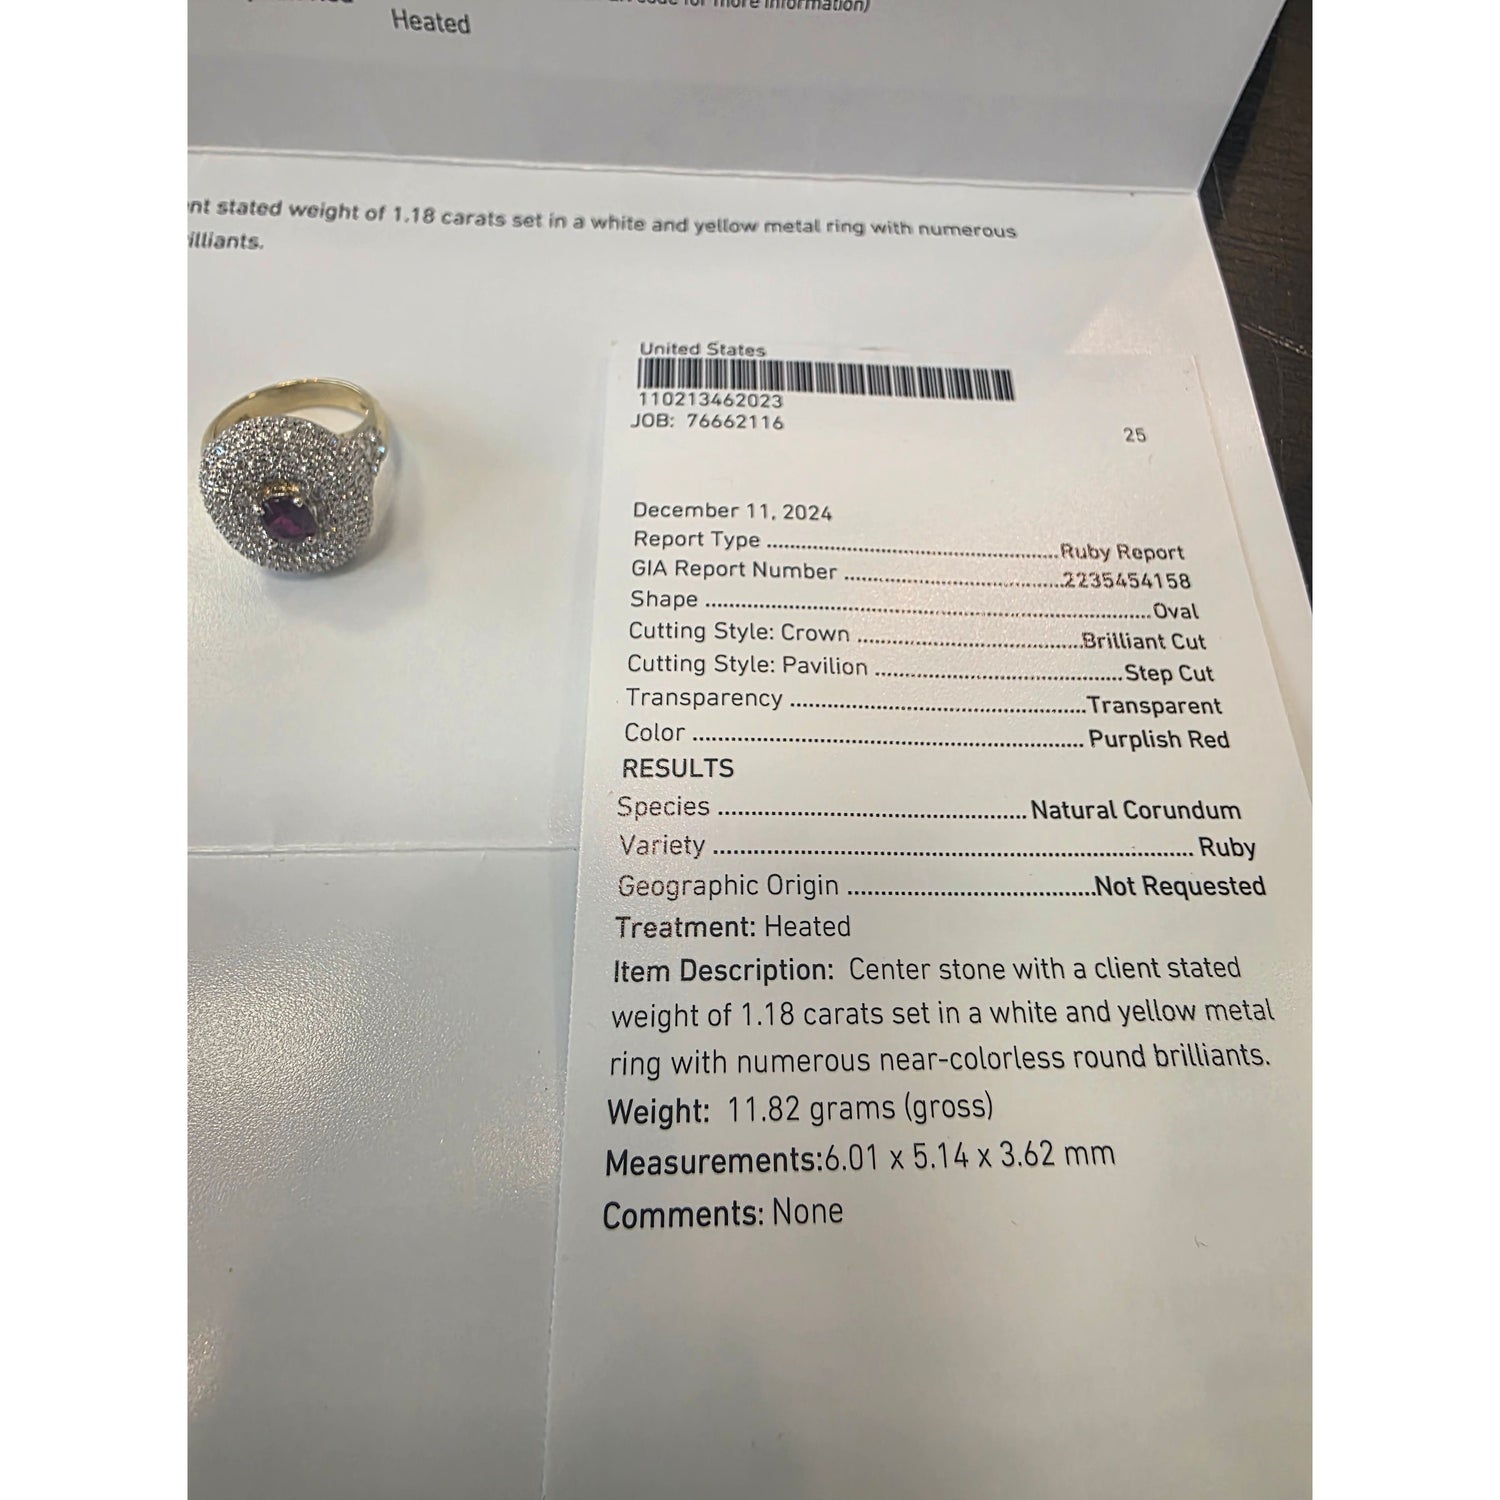 for more information)
Heated
stated weight of 1.18 carats set in a white and yellow metal ring with numerous
United States
110213462023
JOB: 76662116
25
December 11, 2024
Report Type ........................................................ Ruby Report
GIA Report Number .......................................... 2235454158
Shape .................................................................................... Oval
Cutting Style: Crown .......................................... Brilliant Cut
Cutting Style: Pavilion ............................................. Step Cut
Transparency ..................................................... Transparent
Color ...................................................................... Purplish Red
RESULTS
Species ..................................................... Natural Corundum
Variety ................................................................................... Ruby
Geographic Origin .......................................... Not Requested
Treatment: Heated
Item Description: Center stone with a client stated
weight of 1.18 carats set in a white and yellow metal
ring with numerous near-colorless round brilliants.
Weight: 11.82 grams (gross)
Measurements:6.01 x 5.14 x 3.62 mm
Comments: None